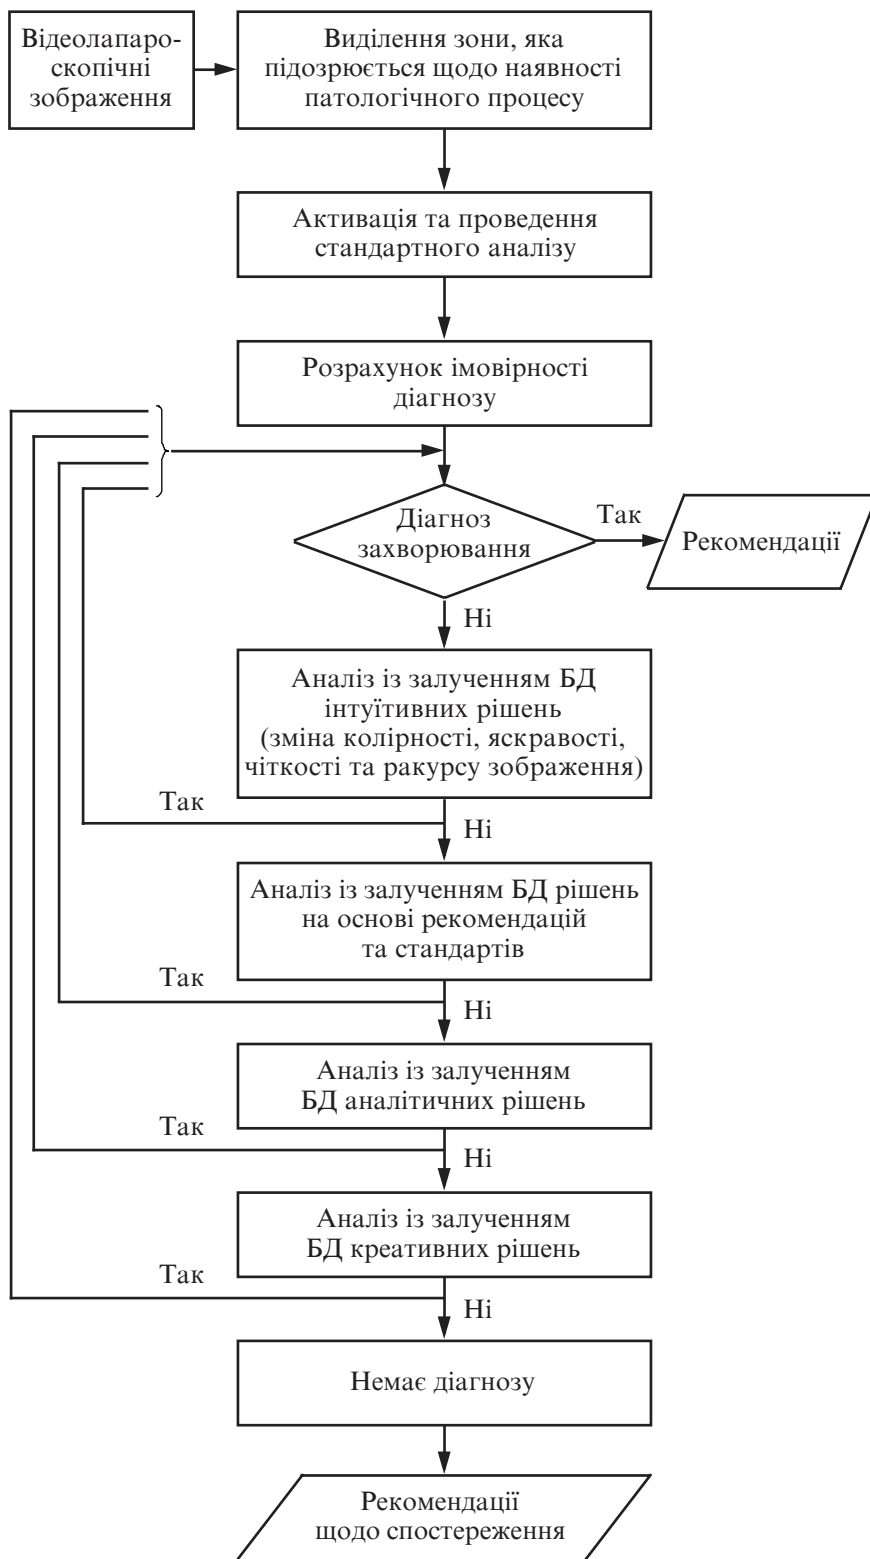 Відеолапаро-
скопічні
зображення
Виділення зони, яка
підозрюється щодо наявності
патологічного процесу
Активація та проведення
стандартного аналізу
Розрахунок імовірності
діагнозу
Діагноз
захворювання
Так
Рекомендації
Ні
Аналіз із залученням БД
інтуїтивних рішень
(зміна колірності, яскравості,
чіткості та ракурсу зображення)
Так
Ні
Аналіз із залученням БД рішень
на основі рекомендацій
та стандартів
Так
Ні
Аналіз із залученням
БД аналітичних рішень
Так
Ні
Аналіз із залученням
БД креативних рішень
Так
Ні
Немає діагнозу
Рекомендації
щодо спостереження